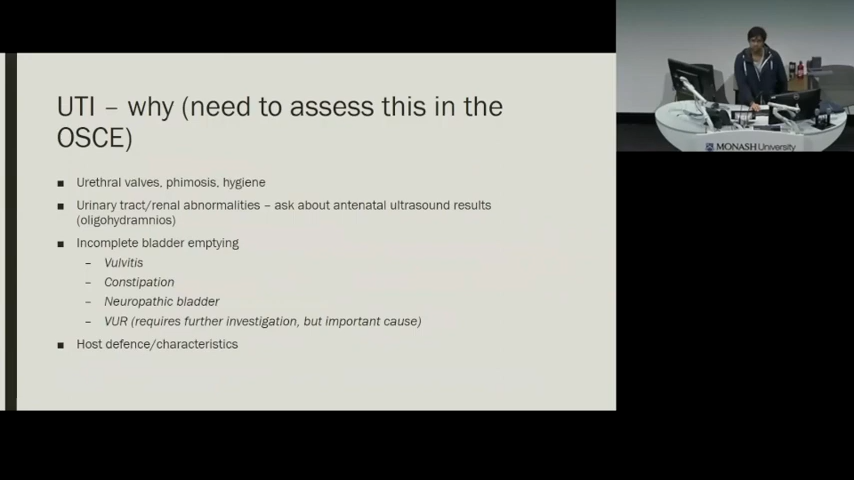 UTI – why (need to assess this in the
OSCE)
■ Urethral valves, phimosis, hygiene
■ Urinary tract/renal abnormalities – ask about antenatal ultrasound results
(oligohydramnios)
■ Incomplete bladder emptying
– Vulvitis
– Constipation
– Neuropathic bladder
– VUR (requires further investigation, but important cause)
■ Host defence/characteristics
MONASH University